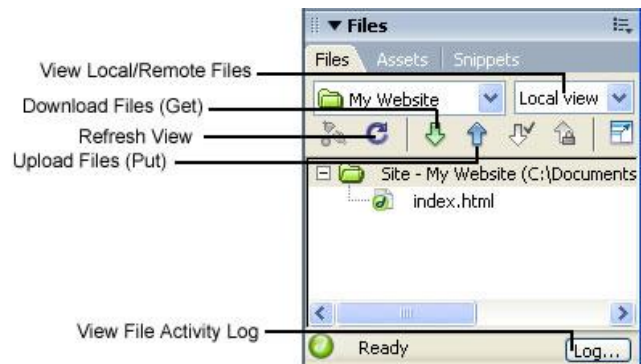 Files
Files Assets Snippets
View Local/Remote Files
My Website Local view
Download Files (Get)
Refresh View
Upload Files (Put)
Site - My Website (C:\Documents
index.html
View File Activity Log
Ready Log...